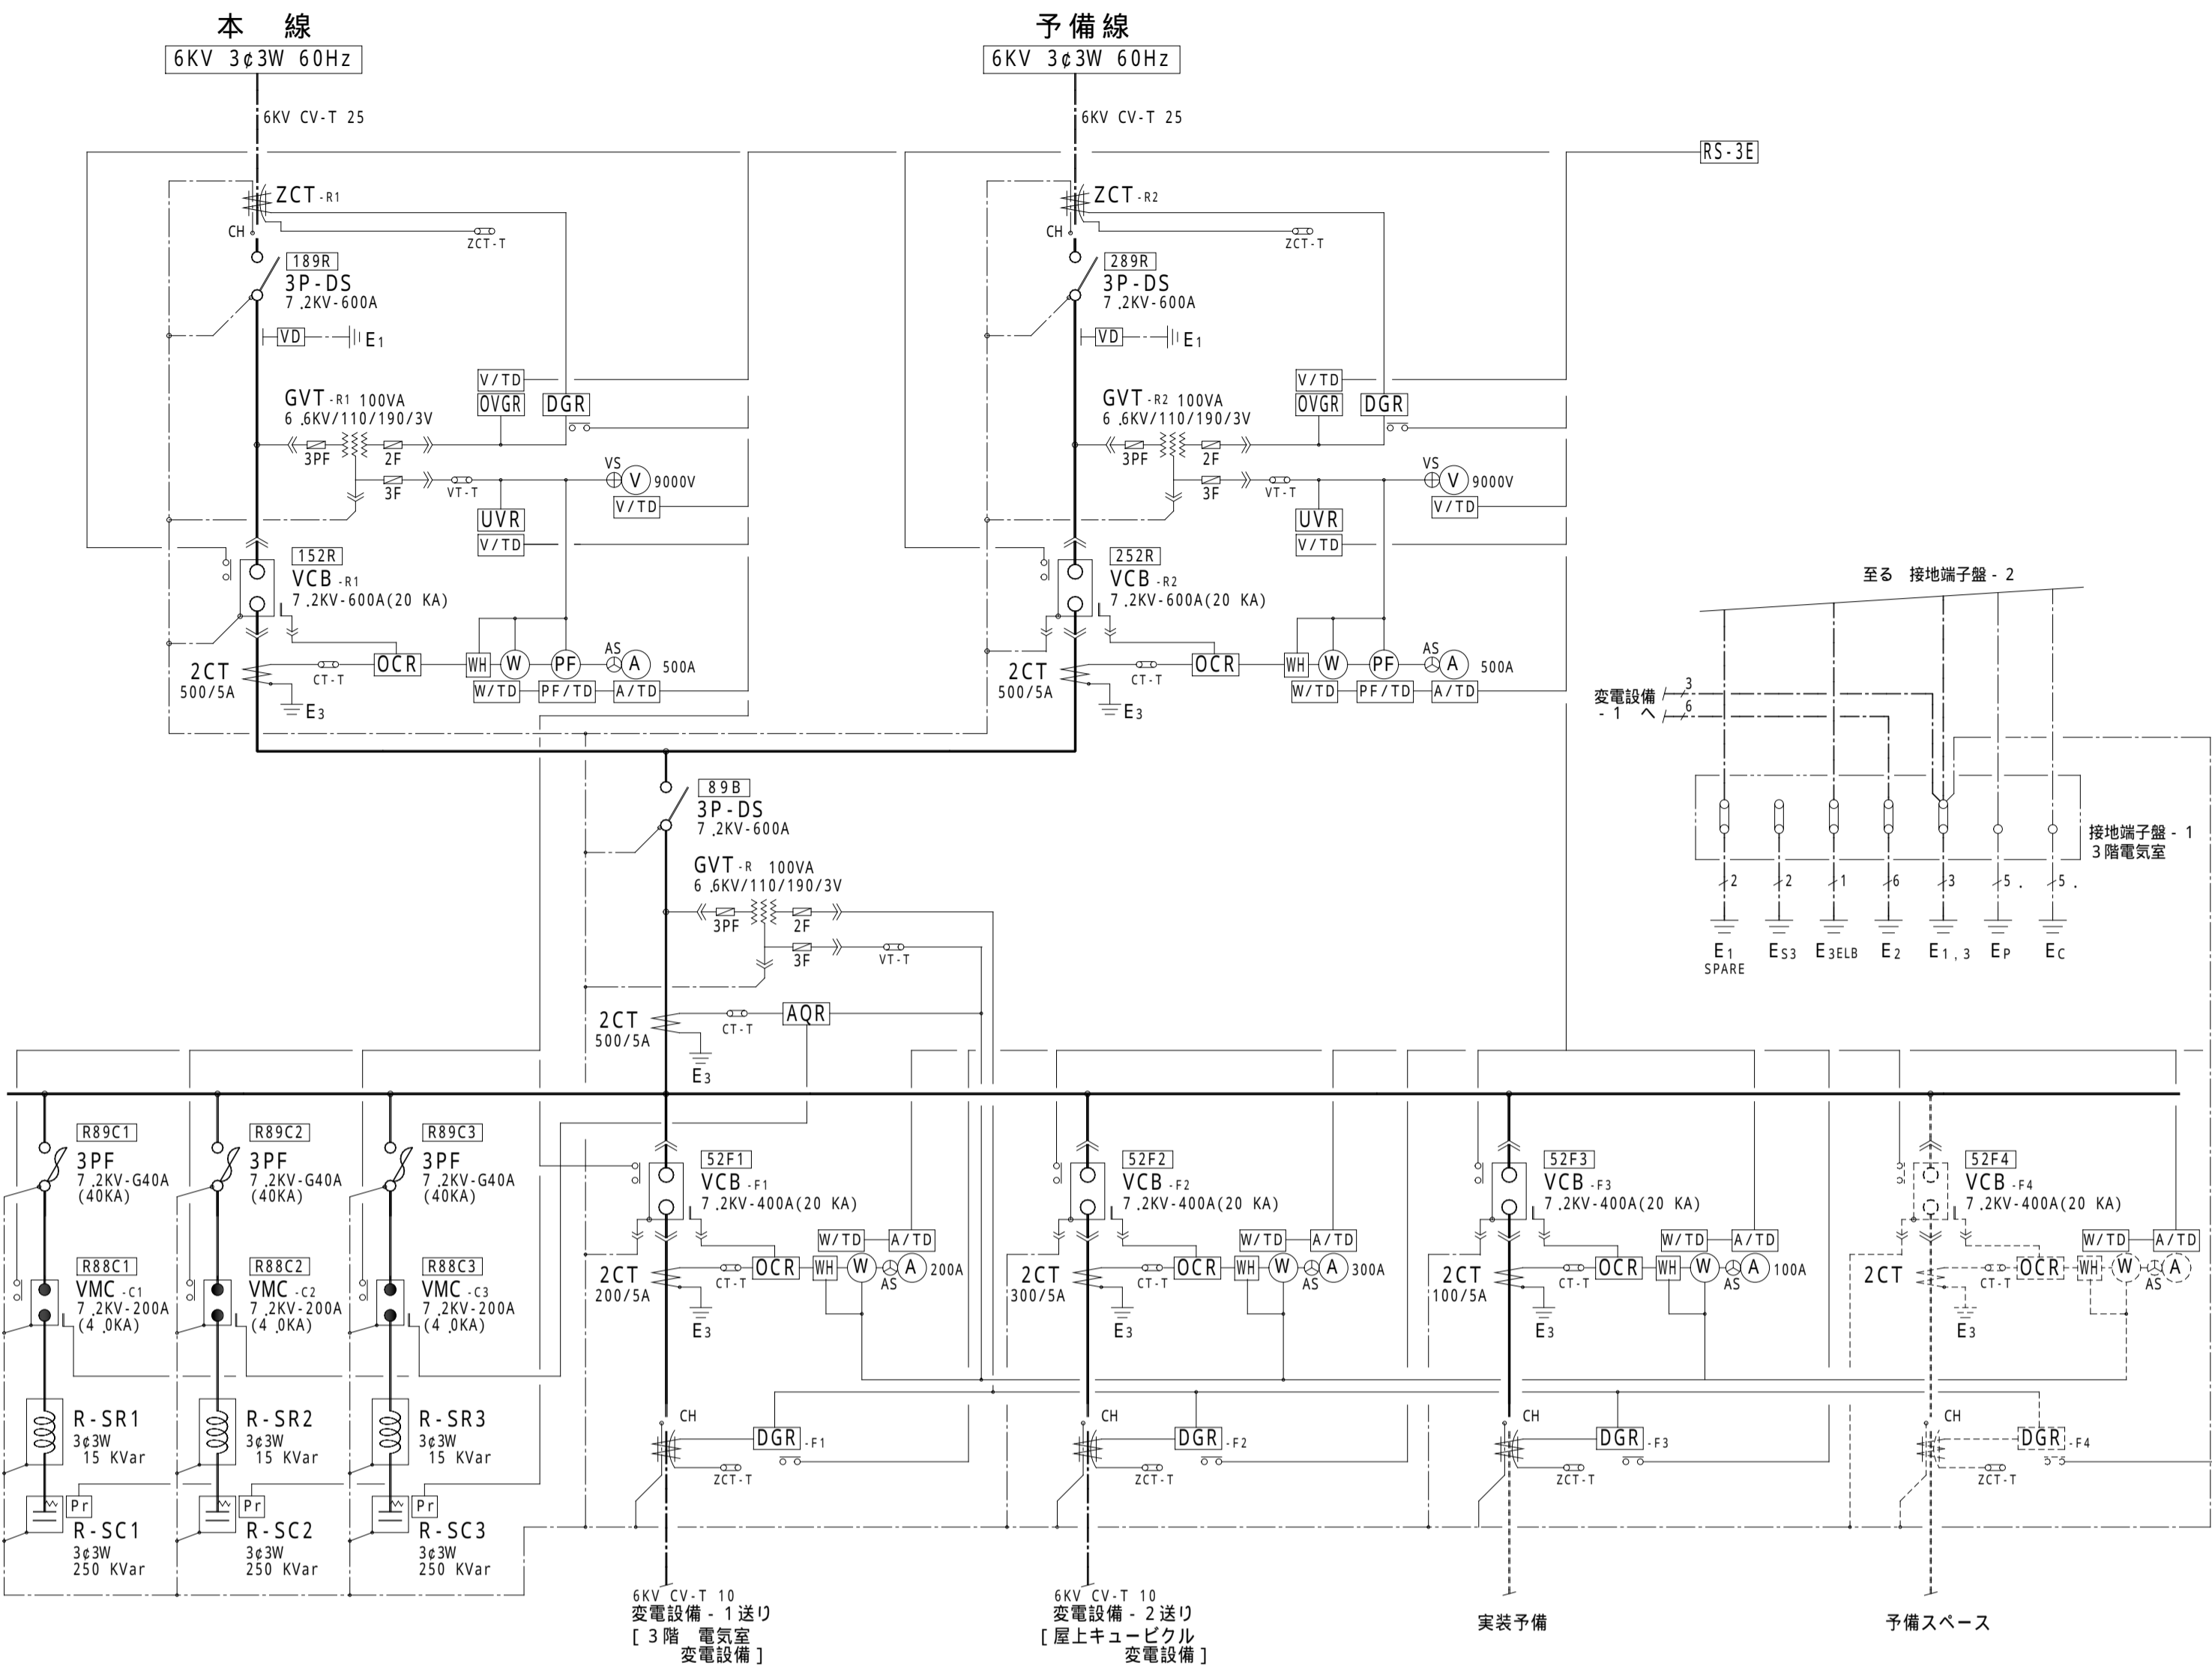 本　線
6KV 3¢3W 60Hz
6KV CV-T 25
ZCT-R1
CH
ZCT-T
189R
3P-DS
7.2KV-600A
VD
E1
GVT-R1 100VA
6.6KV/110/190/3V
3PF
2F
3F
VT-T
V/TD
OVGR
DGR
VS
V
9000V
V/TD
UVR
V/TD
152R
VCB-R1
7.2KV-600A(20 KA)
2CT
500/5A
CT-T
E3
OCR
WH
W
PF
AS
A
500A
W/TD
PF/TD
A/TD
予備線
6KV 3¢3W 60Hz
6KV CV-T 25
RS-3E
ZCT-R2
CH
ZCT-T
289R
3P-DS
7.2KV-600A
VD
E1
GVT-R2 100VA
6.6KV/110/190/3V
3PF
2F
3F
VT-T
V/TD
OVGR
DGR
VS
V
9000V
V/TD
UVR
V/TD
252R
VCB-R2
7.2KV-600A(20 KA)
2CT
500/5A
CT-T
E3
OCR
WH
W
PF
AS
A
500A
W/TD
PF/TD
A/TD
至る　接地端子盤-2
変電設備
-1　へ
3
6
接地端子盤-1
3階電気室
2
2
1
6
3
5.
5.
E1
SPARE
ES3
E3ELB
E2
E1,3
EP
EC
89B
3P-DS
7.2KV-600A
GVT-R 100VA
6.6KV/110/190/3V
3PF
2F
3F
VT-T
2CT
500/5A
CT-T
AQR
E3
R89C1
3PF
7.2KV-G40A
(40KA)
R88C1
VMC-C1
7.2KV-200A
(4.0KA)
R-SR1
3¢3W
15 KVar
Pr
R-SC1
3¢3W
250 KVar
R89C2
3PF
7.2KV-G40A
(40KA)
R88C2
VMC-C2
7.2KV-200A
(4.0KA)
R-SR2
3¢3W
15 KVar
Pr
R-SC2
3¢3W
250 KVar
R89C3
3PF
7.2KV-G40A
(40KA)
R88C3
VMC-C3
7.2KV-200A
(4.0KA)
R-SR3
3¢3W
15 KVar
Pr
R-SC3
3¢3W
250 KVar
52F1
VCB-F1
7.2KV-400A(20 KA)
W/TD
A/TD
2CT
200/5A
CT-T
OCR
WH
W
AS
A
200A
E3
CH
DGR-F1
ZCT-T
6KV CV-T 10
変電設備-1送り
[3階　電気室
変電設備]
52F2
VCB-F2
7.2KV-400A(20 KA)
W/TD
A/TD
2CT
300/5A
CT-T
OCR
WH
W
AS
A
300A
E3
CH
DGR-F2
ZCT-T
6KV CV-T 10
変電設備-2送り
[屋上キュービクル
変電設備]
52F3
VCB-F3
7.2KV-400A(20 KA)
W/TD
A/TD
2CT
100/5A
CT-T
OCR
WH
W
AS
A
100A
E3
CH
DGR-F3
ZCT-T
実装予備
52F4
VCB-F4
7.2KV-400A(20 KA)
W/TD
A/TD
2CT
CT-T
OCR
WH
W
AS
A
E3
CH
DGR-F4
ZCT-T
予備スペース